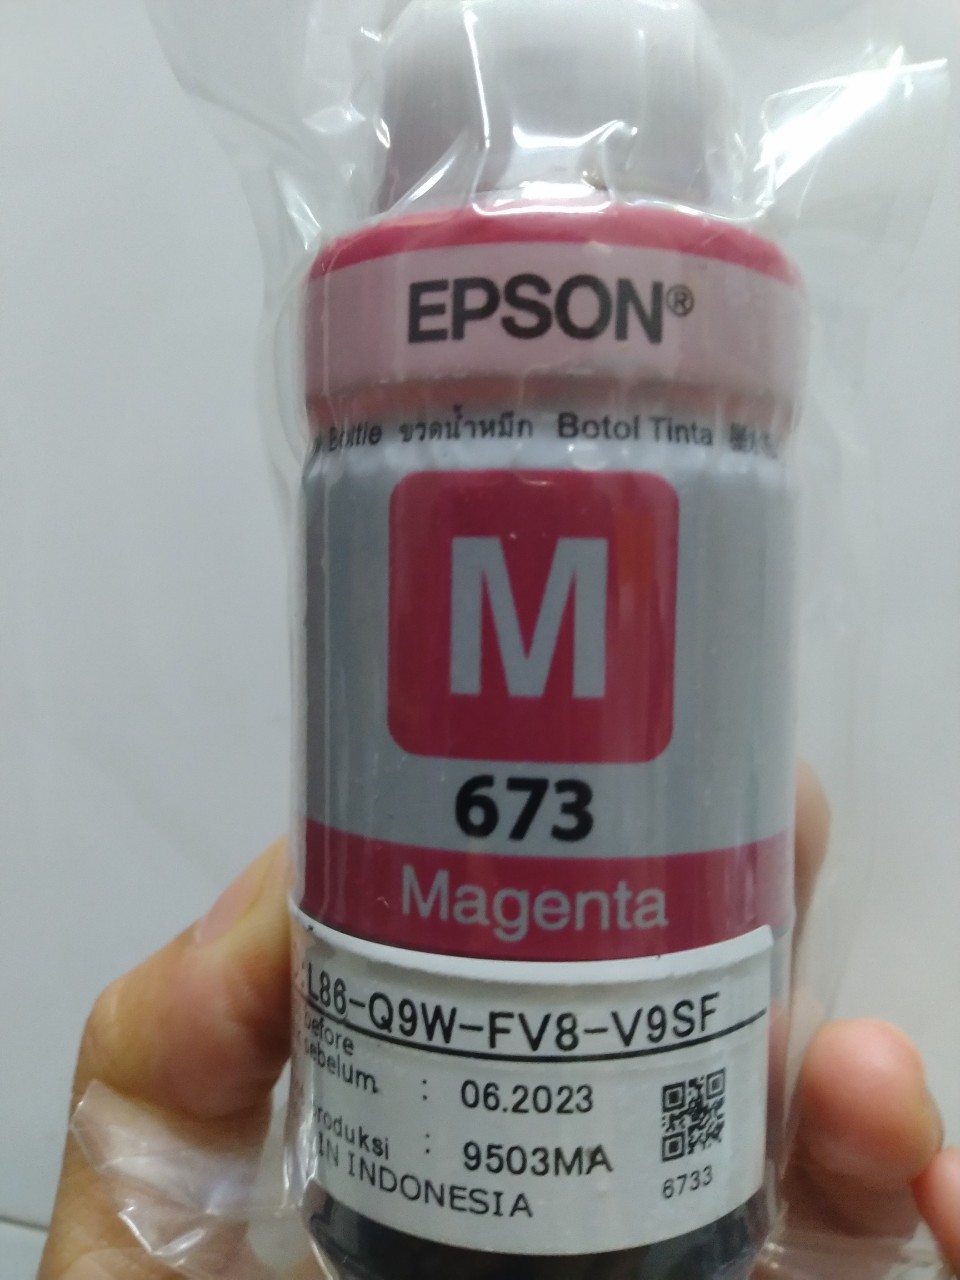 EPSON®
Bottle ขวดน้ำหมึก Botol Tinta
M
673
Magenta
L86-Q9W-FV8-V9SF
before
sebelum : 06.2023
produksi : 9503MA
IN INDONESIA
6733